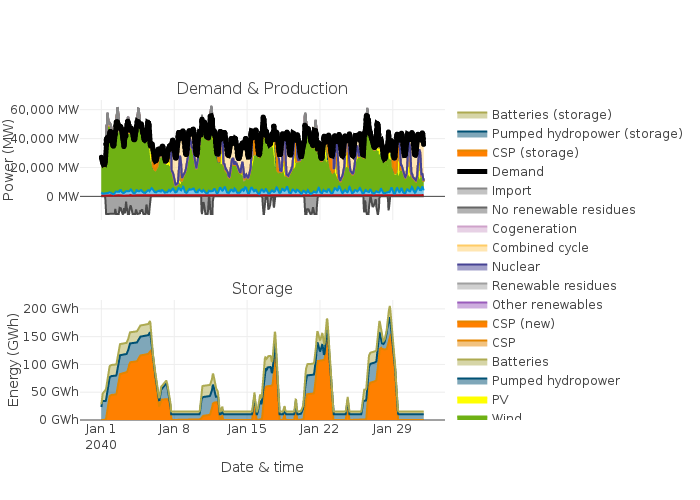 Demand & Production
60,000 MW
40,000 MW
20,000 MW
0 MW
Power (MW)
Storage
200 GWh
150 GWh
100 GWh
50 GWh
0 GWh
Energy (GWh)
Jan 1
2040
Jan 8
Jan 15
Jan 22
Jan 29
Date & time
Batteries (storage)
Pumped hydropower (storage)
CSP (storage)
Demand
Import
No renewable residues
Cogeneration
Combined cycle
Nuclear
Renewable residues
Other renewables
CSP (new)
CSP
Batteries
Pumped hydropower
PV
Wind